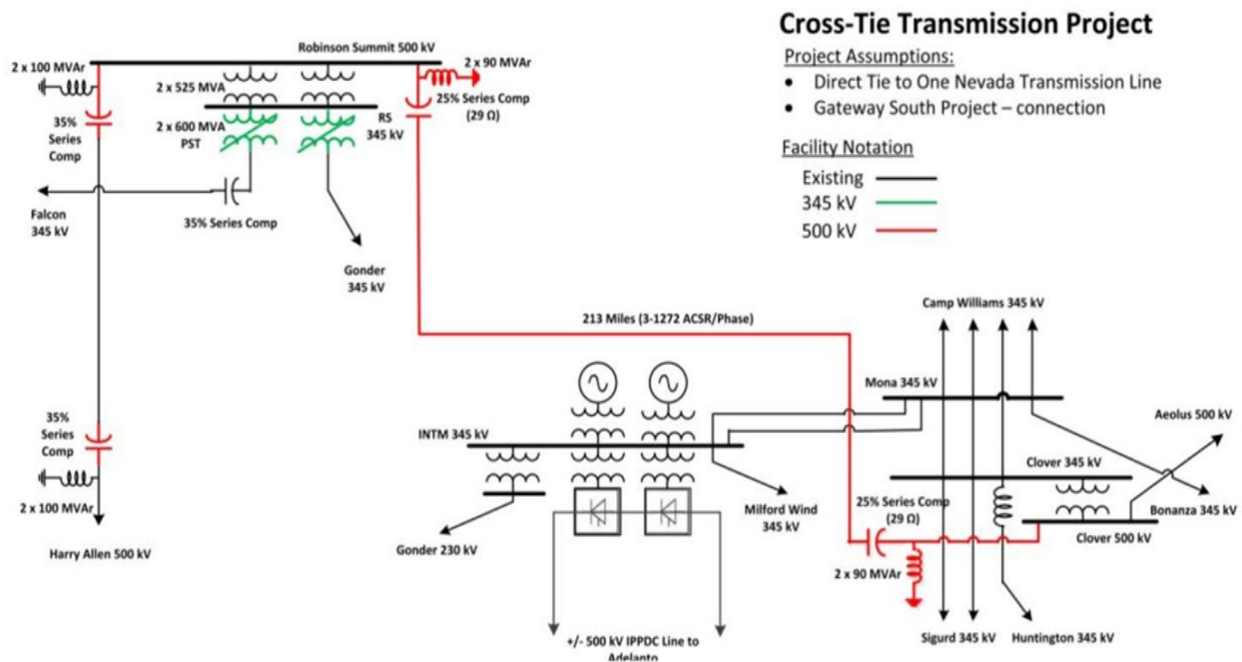 Cross-Tie Transmission Project
Project Assumptions:
• Direct Tie to One Nevada Transmission Line
• Gateway South Project – connection
Facility Notation
Existing
345 kV
500 kV
Robinson Summit 500 kV
2 x 100 MVAr
2 x 525 MVA
2 x 90 MVAr
25% Series Comp
(29 Ω)
35%
Series
Comp
2 x 600 MVA
PST
RS
345 kV
Falcon
345 kV
35% Series Comp
Gonder
345 kV
213 Miles (3-1272 ACSR/Phase)
Camp Williams 345 kV
Mona 345 kV
Aeolus 500 kV
35%
Series
Comp
2 x 100 MVAr
Harry Allen 500 kV
INTM 345 kV
Gonder 230 kV
Milford Wind
345 kV
Clover 345 kV
25% Series Comp
(29 Ω)
Bonanza 345 kV
Clover 500 kV
2 x 90 MVAr
Sigurd 345 kV
Huntington 345 kV
+/- 500 kV IPPDC Line to
Adelanto